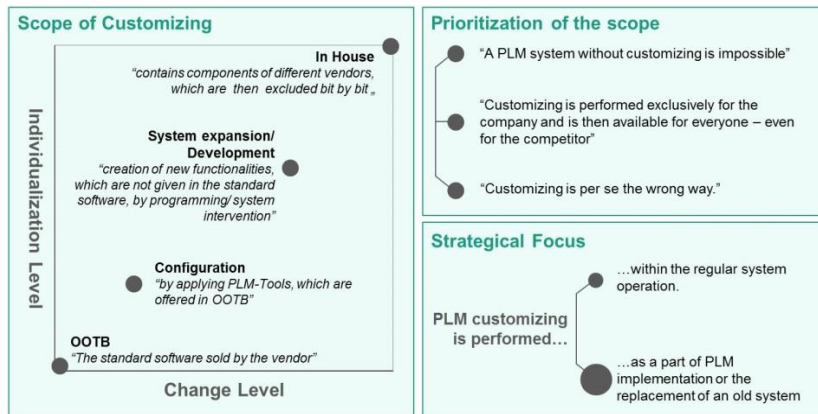 Scope of Customizing
In House
“contains components of different vendors,
which are then excluded bit by bit „
System expansion/
Development
“creation of new functionalities,
which are not given in the standard
software, by programming/ system
intervention”
Configuration
“by applying PLM-Tools, which are
offered in OOTB”
OOTB
“The standard software sold by the vendor”
Individualization Level
Change Level
Prioritization of the scope
“A PLM system without customizing is impossible”
“Customizing is performed exclusively for the
company and is then available for everyone – even
for the competitor”
“Customizing is per se the wrong way.”
Strategical Focus
PLM customizing
is performed…
…within the regular system
operation.
…as a part of PLM
implementation or the
replacement of an old system